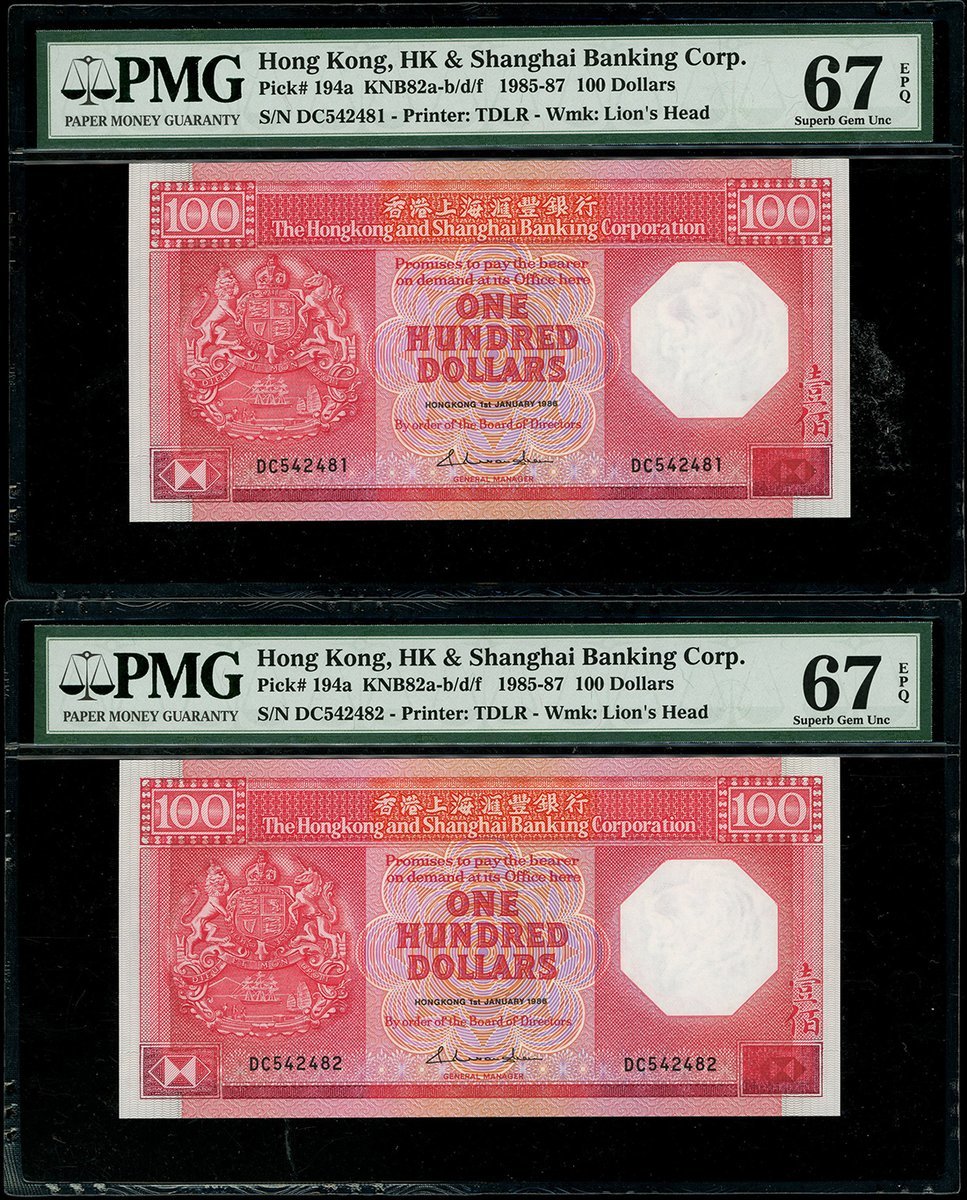 PMG
PAPER MONEY GUARANTY
Hong Kong, HK & Shanghai Banking Corp.
Pick# 194a KNB82a-b/d/f 1985-87 100 Dollars
S/N DC542481 - Printer: TDLR - Wmk: Lion's Head
67
EPQ
Superb Gem Unc
100
香港上海滙豐銀行
100
The Hongkong and Shanghai Banking Corporation
Promises to pay the bearer
on demand at its Office here
ONE
HUNDRED
DOLLARS
HONGKONG 1st JANUARY 1986
By order of the Board of Directors
壹佰
DC542481
DC542481
GENERAL MANAGER
PMG
PAPER MONEY GUARANTY
Hong Kong, HK & Shanghai Banking Corp.
Pick# 194a KNB82a-b/d/f 1985-87 100 Dollars
S/N DC542482 - Printer: TDLR - Wmk: Lion's Head
67
EPQ
Superb Gem Unc
100
香港上海滙豐銀行
100
The Hongkong and Shanghai Banking Corporation
Promises to pay the bearer
on demand at its Office here
ONE
HUNDRED
DOLLARS
HONGKONG 1st JANUARY 1986
By order of the Board of Directors
壹佰
DC542482
DC542482
GENERAL MANAGER